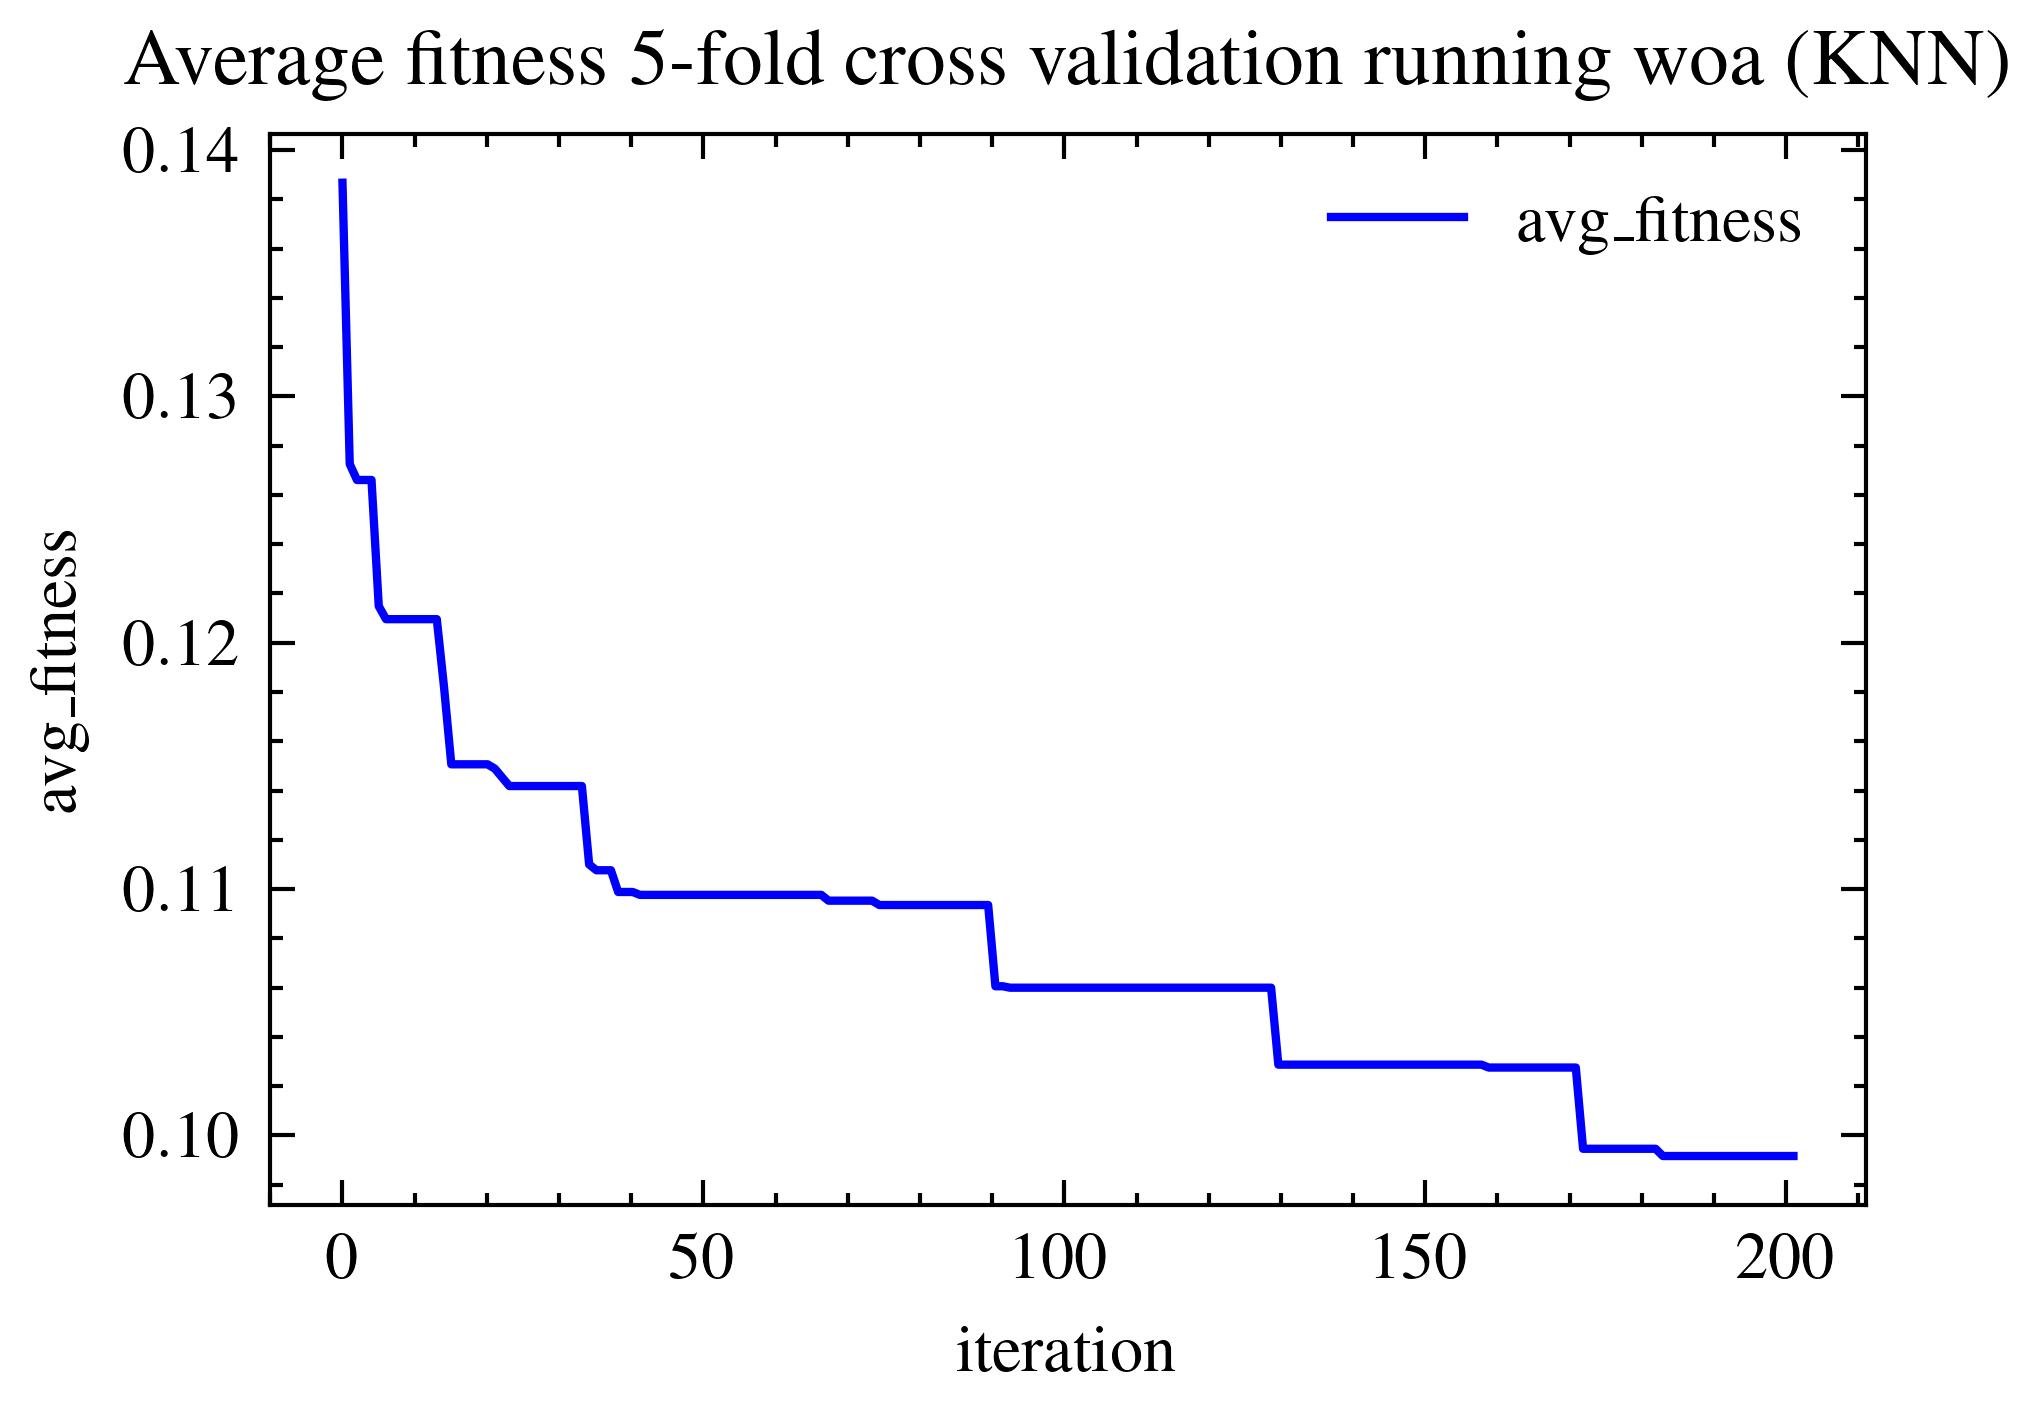 Average fitness 5-fold cross validation running woa (KNN)
0.14
0.13
0.12
0.11
0.10
avg_fitness
avg_fitness
0 50 100 150 200
iteration